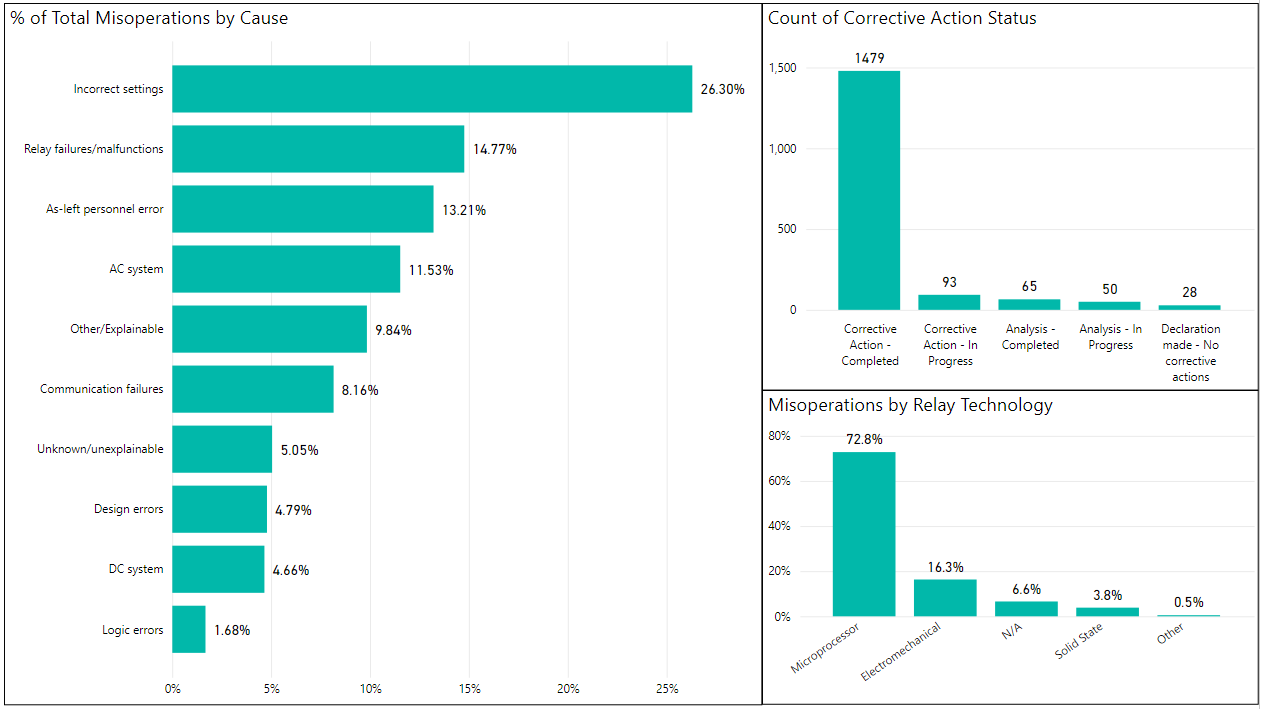 % of Total Misoperations by Cause
Incorrect settings
26.30%
Relay failures/malfunctions
14.77%
As-left personnel error
13.21%
AC system
11.53%
Other/Explainable
9.84%
Communication failures
8.16%
Unknown/unexplainable
5.05%
Design errors
4.79%
DC system
4.66%
Logic errors
1.68%
0%
5%
10%
15%
20%
25%
Count of Corrective Action Status
1,500
1,000
500
0
1479
93
65
50
28
Corrective
Action -
Completed
Corrective
Action - In
Progress
Analysis -
Completed
Analysis - In
Progress
Declaration
made - No
corrective
actions
Misoperations by Relay Technology
80%
60%
40%
20%
0%
72.8%
16.3%
6.6%
3.8%
0.5%
Microprocessor
Electromechanical
N/A
Solid State
Other